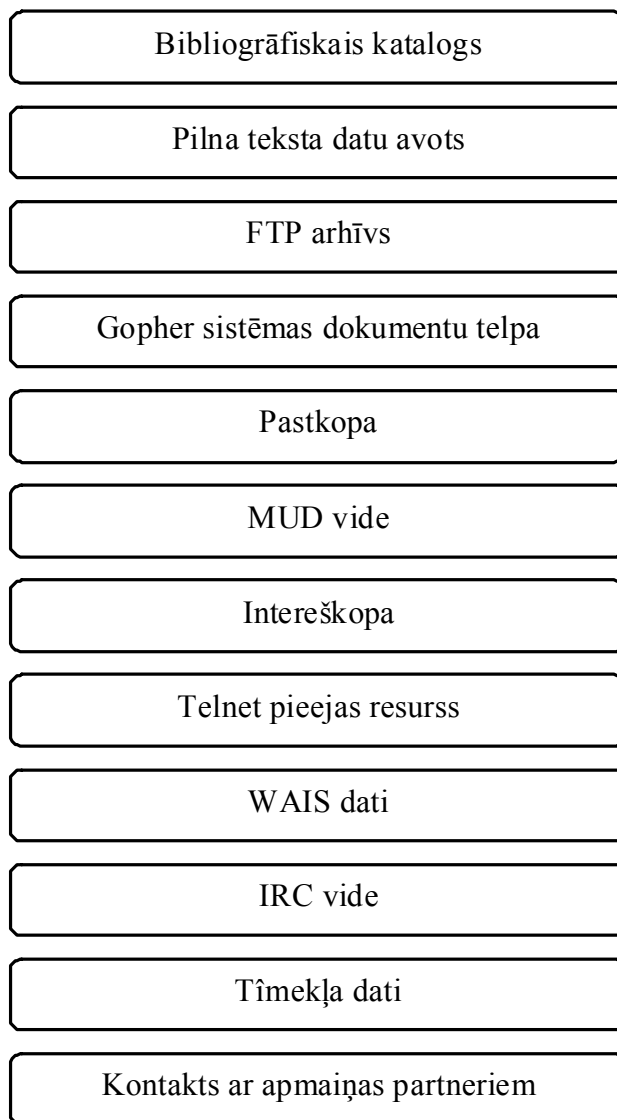 Bibliogrāfiskais katalogs
Pilna teksta datu avots
FTP arhīvs
Gopher sistēmas dokumentu telpa
Pastkopa
MUD vide
Intereškopa
Telnet pieejas resurss
WAIS dati
IRC vide
Tîmekļa dati
Kontakts ar apmaiņas partneriem